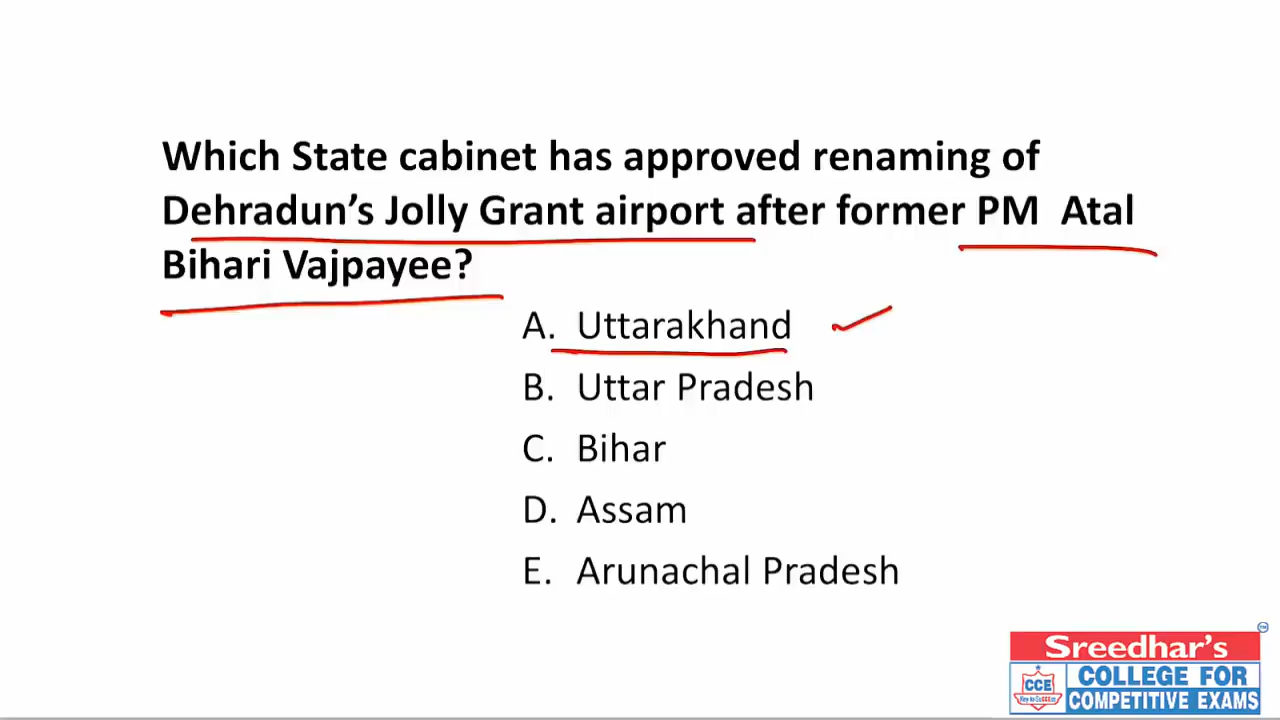 Which State cabinet has approved renaming of
Dehradun’s Jolly Grant airport after former PM  Atal
Bihari Vajpayee?
A. Uttarakhand
B. Uttar Pradesh
C. Bihar
D. Assam
E. Arunachal Pradesh
Sreedhar's
CCE
COLLEGE FOR
COMPETITIVE EXAMS